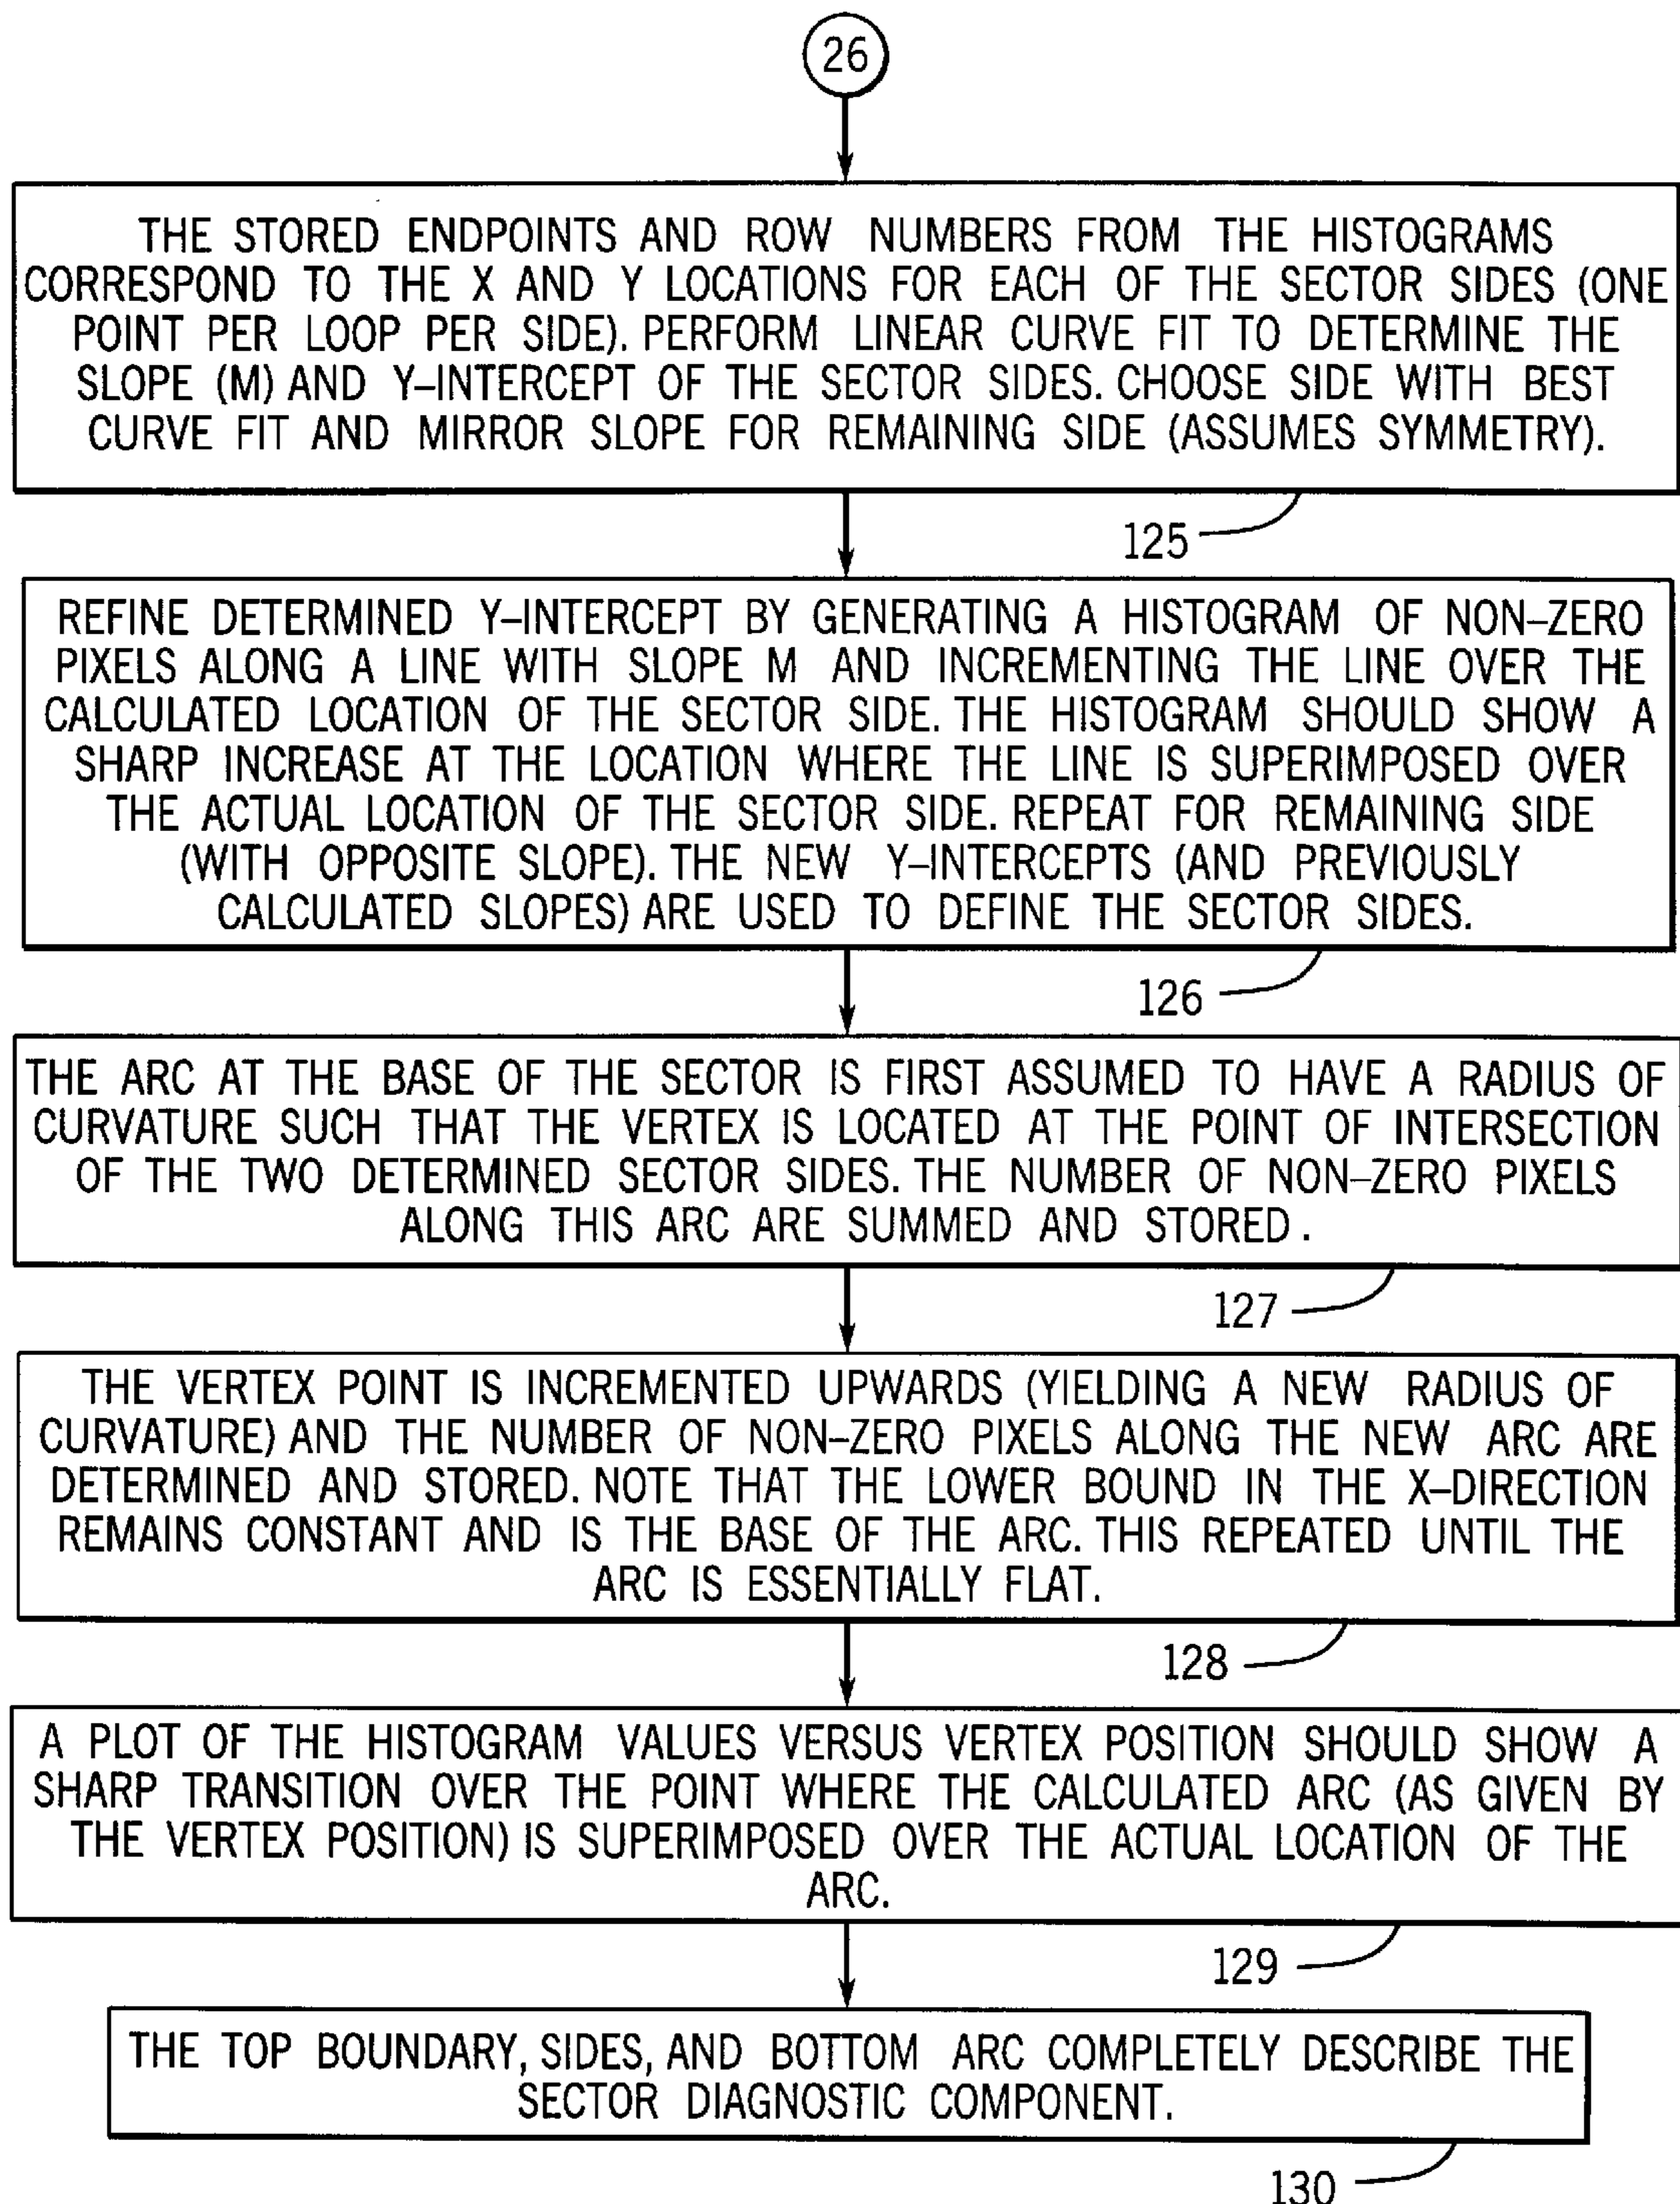 26
THE STORED ENDPOINTS AND ROW NUMBERS FROM THE HISTOGRAMS
CORRESPOND TO THE X AND Y LOCATIONS FOR EACH OF THE SECTOR SIDES (ONE
POINT PER LOOP PER SIDE). PERFORM LINEAR CURVE FIT TO DETERMINE THE
SLOPE (M) AND Y–INTERCEPT OF THE SECTOR SIDES. CHOOSE SIDE WITH BEST
CURVE FIT AND MIRROR SLOPE FOR REMAINING SIDE (ASSUMES SYMMETRY).
125
REFINE DETERMINED Y–INTERCEPT BY GENERATING A HISTOGRAM OF NON–ZERO
PIXELS ALONG A LINE WITH SLOPE M AND INCREMENTING THE LINE OVER THE
CALCULATED LOCATION OF THE SECTOR SIDE. THE HISTOGRAM SHOULD SHOW A
SHARP INCREASE AT THE LOCATION WHERE THE LINE IS SUPERIMPOSED OVER
THE ACTUAL LOCATION OF THE SECTOR SIDE. REPEAT FOR REMAINING SIDE
(WITH OPPOSITE SLOPE). THE NEW Y–INTERCEPTS (AND PREVIOUSLY
CALCULATED SLOPES) ARE USED TO DEFINE THE SECTOR SIDES.
126
THE ARC AT THE BASE OF THE SECTOR IS FIRST ASSUMED TO HAVE A RADIUS OF
CURVATURE SUCH THAT THE VERTEX IS LOCATED AT THE POINT OF INTERSECTION
OF THE TWO DETERMINED SECTOR SIDES. THE NUMBER OF NON–ZERO PIXELS
ALONG THIS ARC ARE SUMMED AND STORED .
127
THE VERTEX POINT IS INCREMENTED UPWARDS (YIELDING A NEW RADIUS OF
CURVATURE) AND THE NUMBER OF NON–ZERO PIXELS ALONG THE NEW ARC ARE
DETERMINED AND STORED. NOTE THAT THE LOWER BOUND IN THE X–DIRECTION
REMAINS CONSTANT AND IS THE BASE OF THE ARC. THIS REPEATED UNTIL THE
ARC IS ESSENTIALLY FLAT.
128
A PLOT OF THE HISTOGRAM VALUES VERSUS VERTEX POSITION SHOULD SHOW A
SHARP TRANSITION OVER THE POINT WHERE THE CALCULATED ARC (AS GIVEN BY
THE VERTEX POSITION) IS SUPERIMPOSED OVER THE ACTUAL LOCATION OF THE
ARC.
129
THE TOP BOUNDARY, SIDES, AND BOTTOM ARC COMPLETELY DESCRIBE THE
SECTOR DIAGNOSTIC COMPONENT.
130